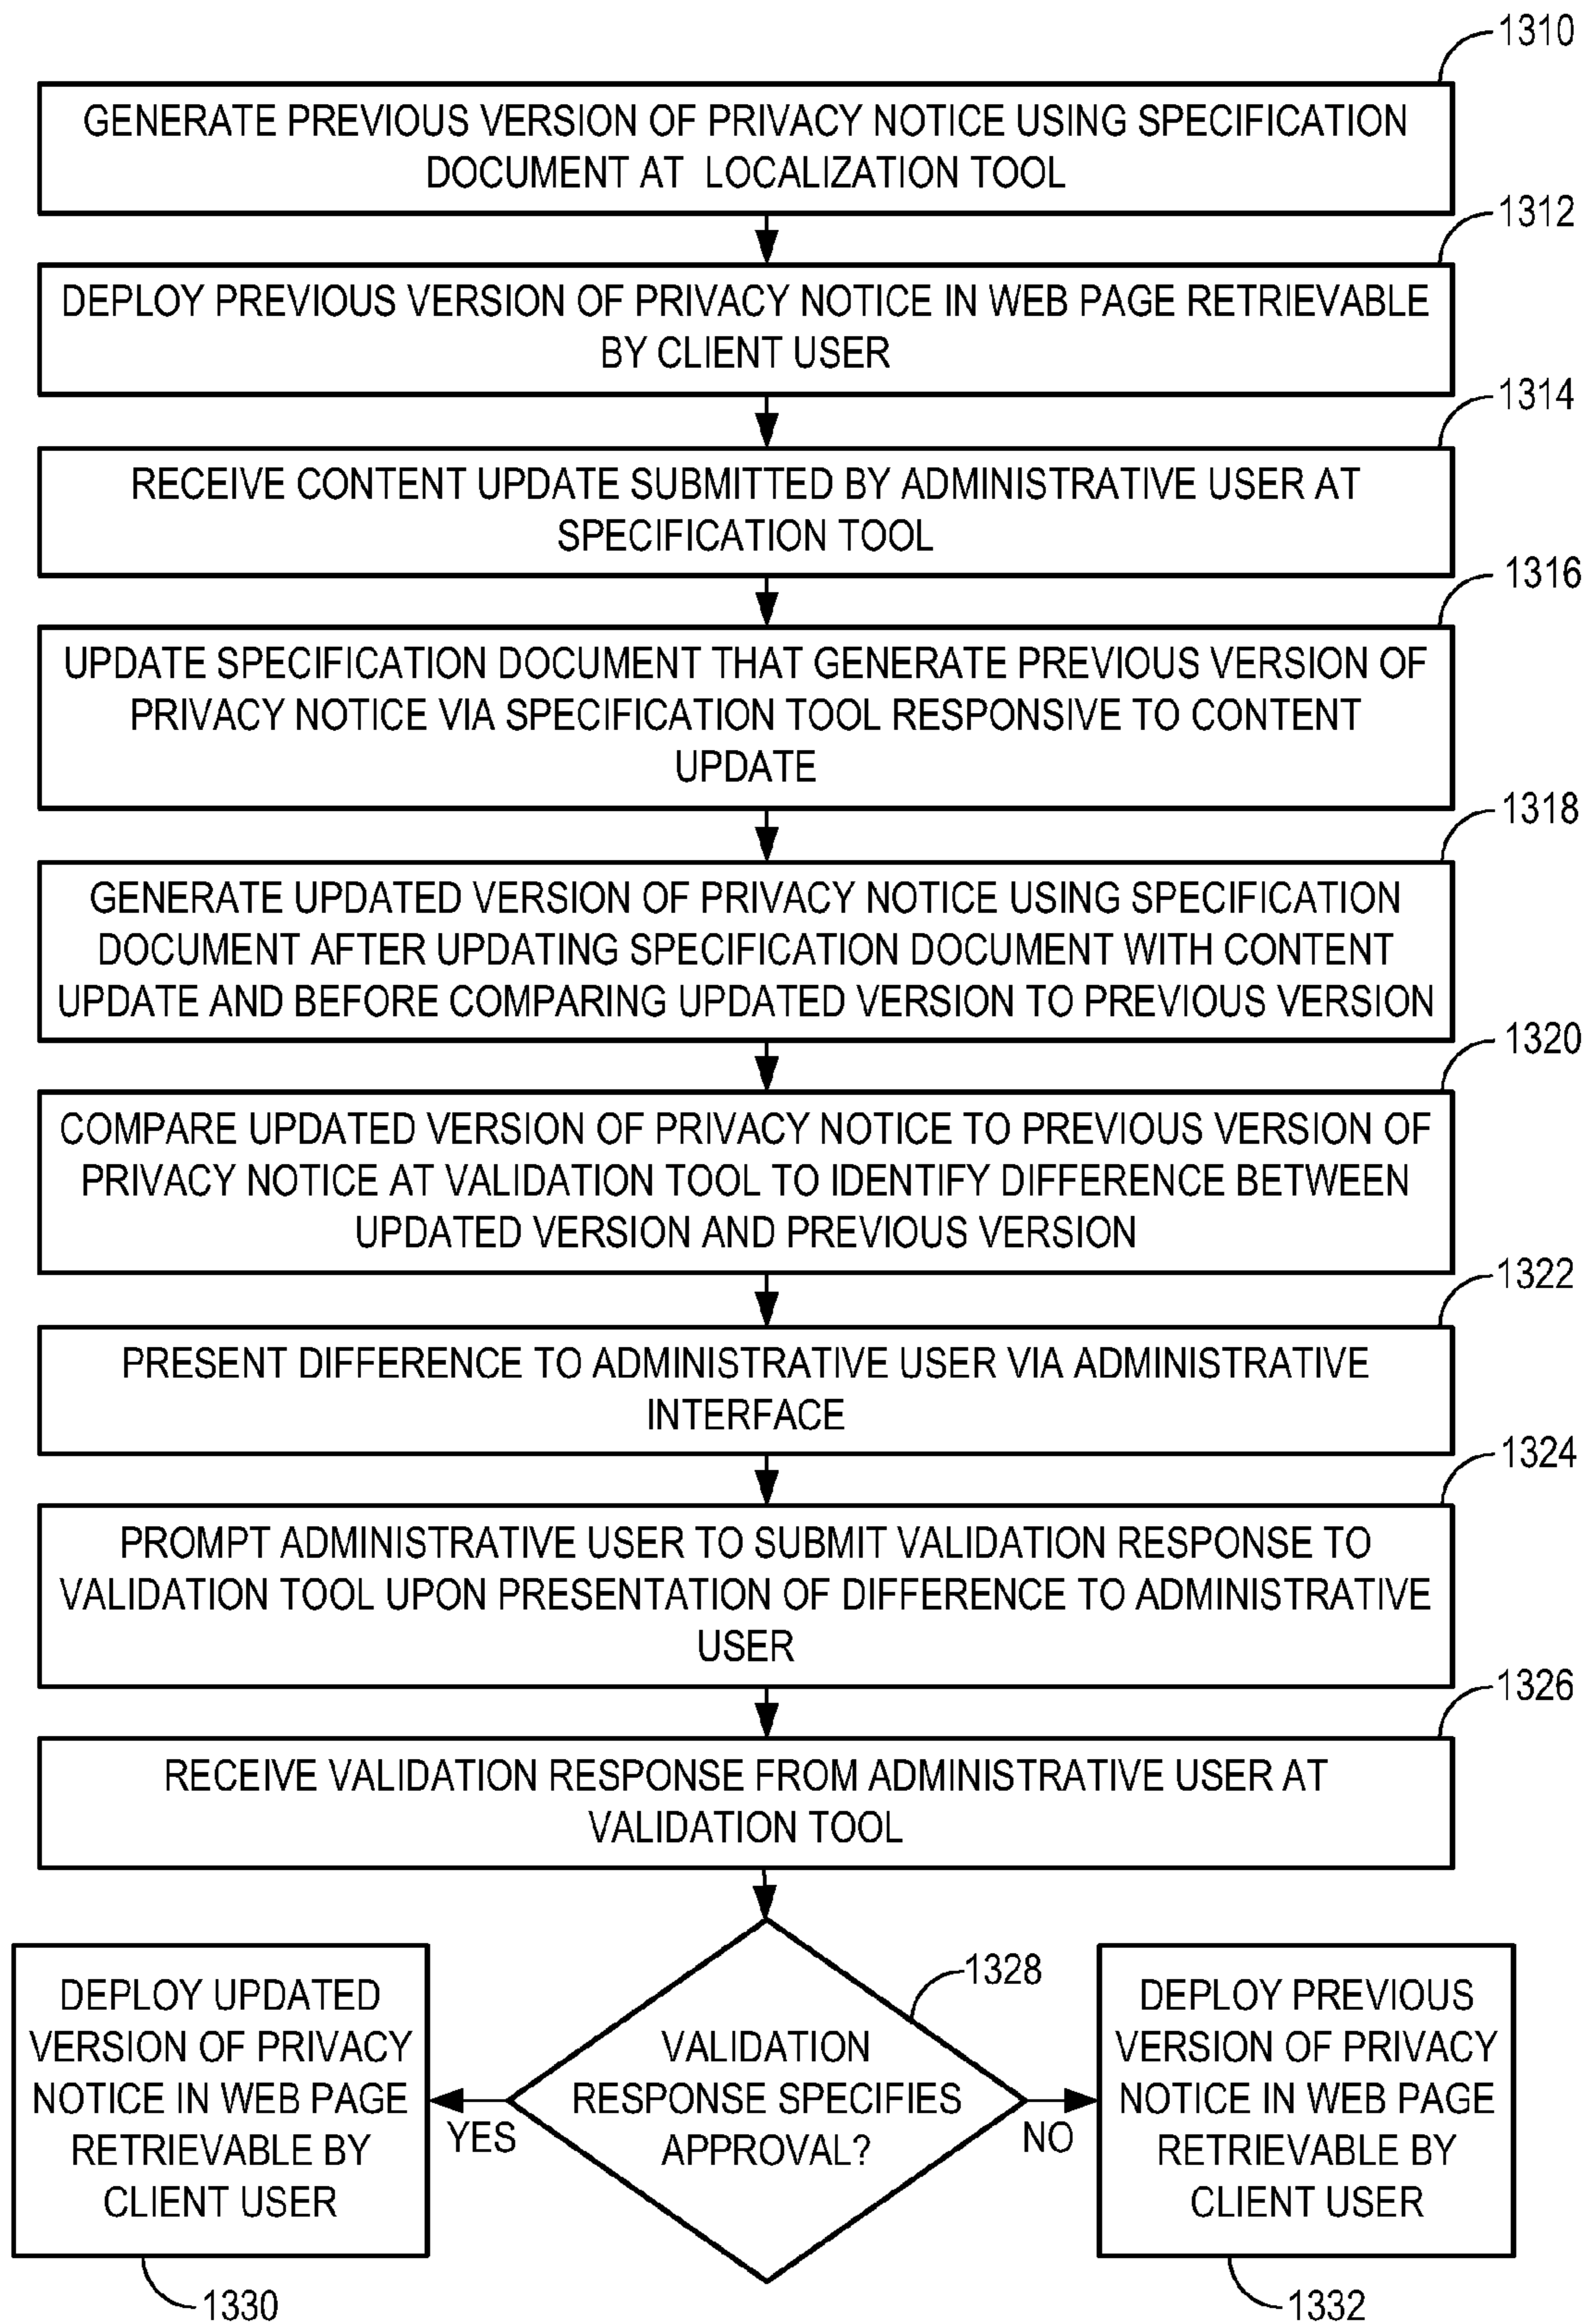 1310
GENERATE PREVIOUS VERSION OF PRIVACY NOTICE USING SPECIFICATION
DOCUMENT AT LOCALIZATION TOOL
1312
DEPLOY PREVIOUS VERSION OF PRIVACY NOTICE IN WEB PAGE RETRIEVABLE
BY CLIENT USER
1314
RECEIVE CONTENT UPDATE SUBMITTED BY ADMINISTRATIVE USER AT
SPECIFICATION TOOL
1316
UPDATE SPECIFICATION DOCUMENT THAT GENERATE PREVIOUS VERSION OF
PRIVACY NOTICE VIA SPECIFICATION TOOL RESPONSIVE TO CONTENT
UPDATE
1318
GENERATE UPDATED VERSION OF PRIVACY NOTICE USING SPECIFICATION
DOCUMENT AFTER UPDATING SPECIFICATION DOCUMENT WITH CONTENT
UPDATE AND BEFORE COMPARING UPDATED VERSION TO PREVIOUS VERSION
1320
COMPARE UPDATED VERSION OF PRIVACY NOTICE TO PREVIOUS VERSION OF
PRIVACY NOTICE AT VALIDATION TOOL TO IDENTIFY DIFFERENCE BETWEEN
UPDATED VERSION AND PREVIOUS VERSION
1322
PRESENT DIFFERENCE TO ADMINISTRATIVE USER VIA ADMINISTRATIVE
INTERFACE
1324
PROMPT ADMINISTRATIVE USER TO SUBMIT VALIDATION RESPONSE TO
VALIDATION TOOL UPON PRESENTATION OF DIFFERENCE TO ADMINISTRATIVE
USER
1326
RECEIVE VALIDATION RESPONSE FROM ADMINISTRATIVE USER AT
VALIDATION TOOL
1328
VALIDATION
RESPONSE SPECIFIES
APPROVAL?
YES
DEPLOY UPDATED
VERSION OF PRIVACY
NOTICE IN WEB PAGE
RETRIEVABLE BY
CLIENT USER
1330
NO
DEPLOY PREVIOUS
VERSION OF PRIVACY
NOTICE IN WEB PAGE
RETRIEVABLE BY
CLIENT USER
1332